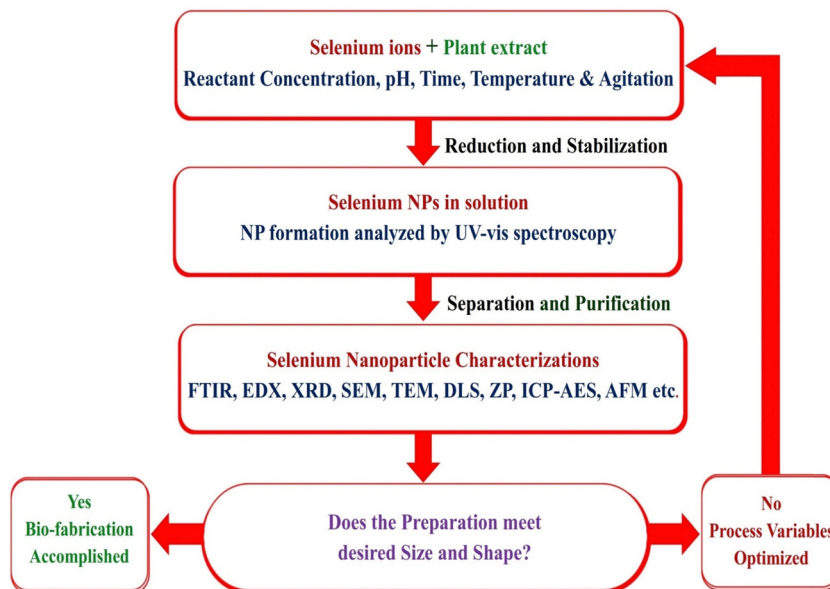 Selenium ions + Plant extract
Reactant Concentration, pH, Time, Temperature & Agitation
Reduction and Stabilization
Selenium NPs in solution
NP formation analyzed by UV-vis spectroscopy
Separation and Purification
Selenium Nanoparticle Characterizations
FTIR, EDX, XRD, SEM, TEM, DLS, ZP, ICP-AES, AFM etc.
Yes
Bio-fabrication
Accomplished
Does the Preparation meet
desired Size and Shape?
No
Process Variables
Optimized